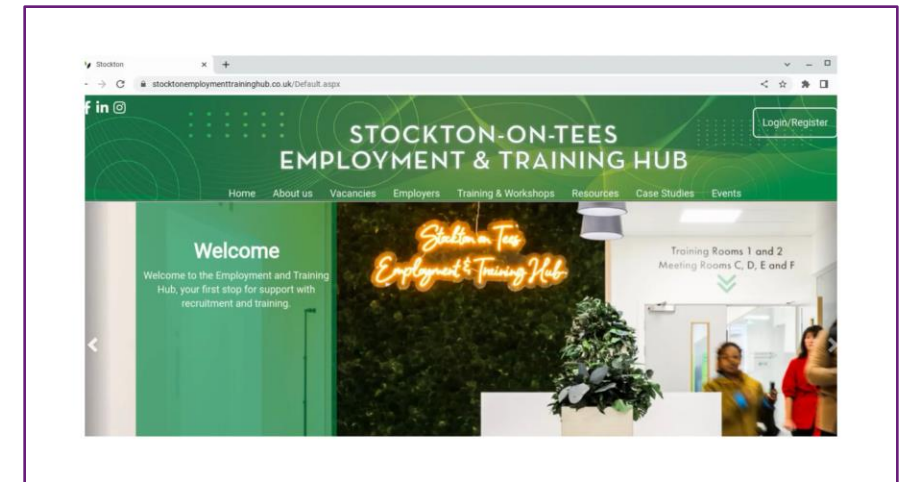 Stockton
stocktonemploymenttraininghub.co.uk/Default.aspx
f in
Login/Register
STOCKTON-ON-TEES
EMPLOYMENT & TRAINING HUB
Home About us Vacancies Employers Training & Workshops Resources Case Studies Events
Welcome
Welcome to the Employment and Training
Hub, your first stop for support with
recruitment and training.
Stockton on Tees
Employment & Training Hub
Training Rooms 1 and 2
Meeting Rooms C, D, E and F